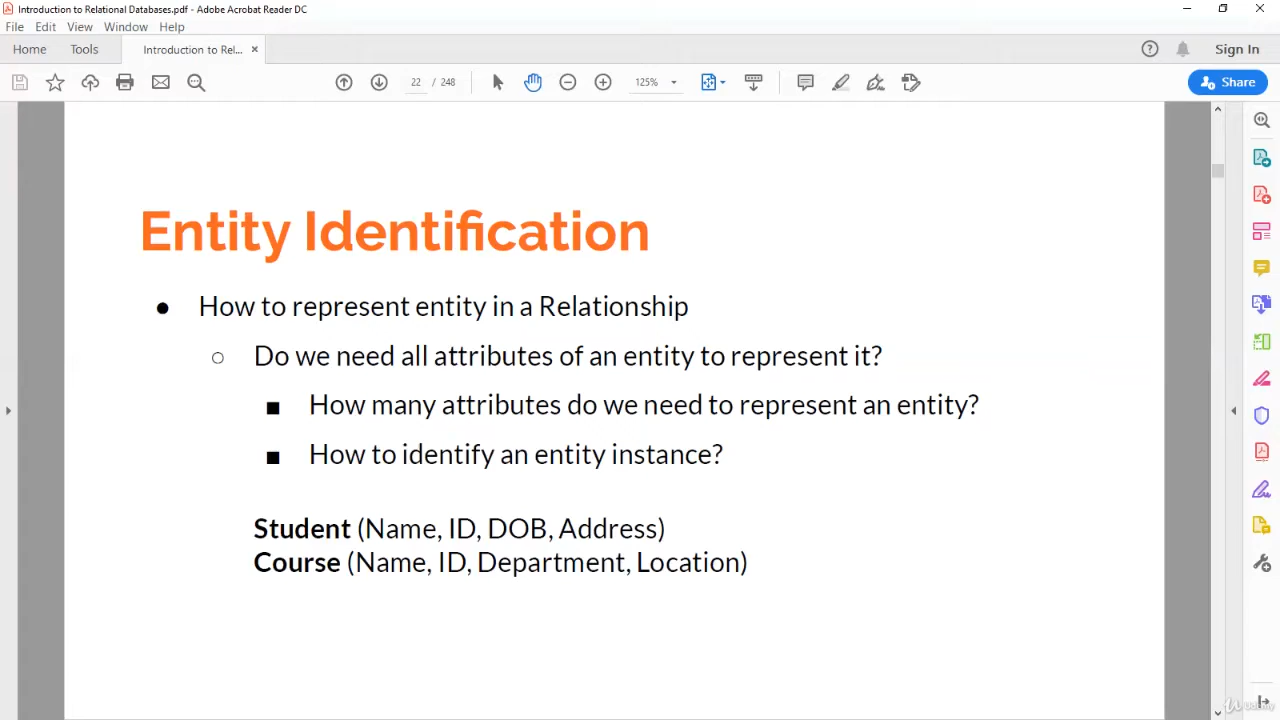 Introduction to Relational Databases.pdf - Adobe Acrobat Reader DC
File Edit View Window Help
Home Tools Introduction to Rel... × Sign In
22 / 248 125% Share
Entity Identification
● How to represent entity in a Relationship
○ Do we need all attributes of an entity to represent it?
■ How many attributes do we need to represent an entity?
■ How to identify an entity instance?
Student (Name, ID, DOB, Address)
Course (Name, ID, Department, Location)
Udemy